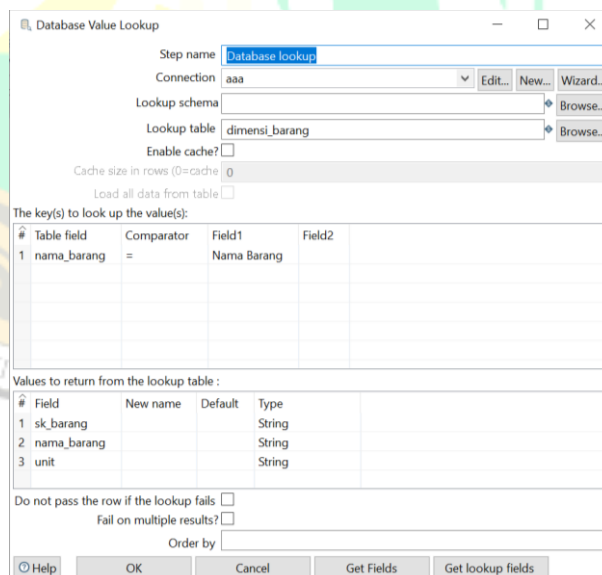 Database Value Lookup
Step name Database lookup
Connection aaa Edit... New... Wizard..
Lookup schema Browse..
Lookup table dimensi_barang Browse..
Enable cache?
Cache size in rows (0=cache 0
Load all data from table
The key(s) to look up the value(s):
# Table field Comparator Field1 Field2
1 nama_barang = Nama Barang
Values to return from the lookup table :
# Field New name Default Type
1 sk_barang String
2 nama_barang String
3 unit String
Do not pass the row if the lookup fails
Fail on multiple results?
Order by
Help OK Cancel Get Fields Get lookup fields